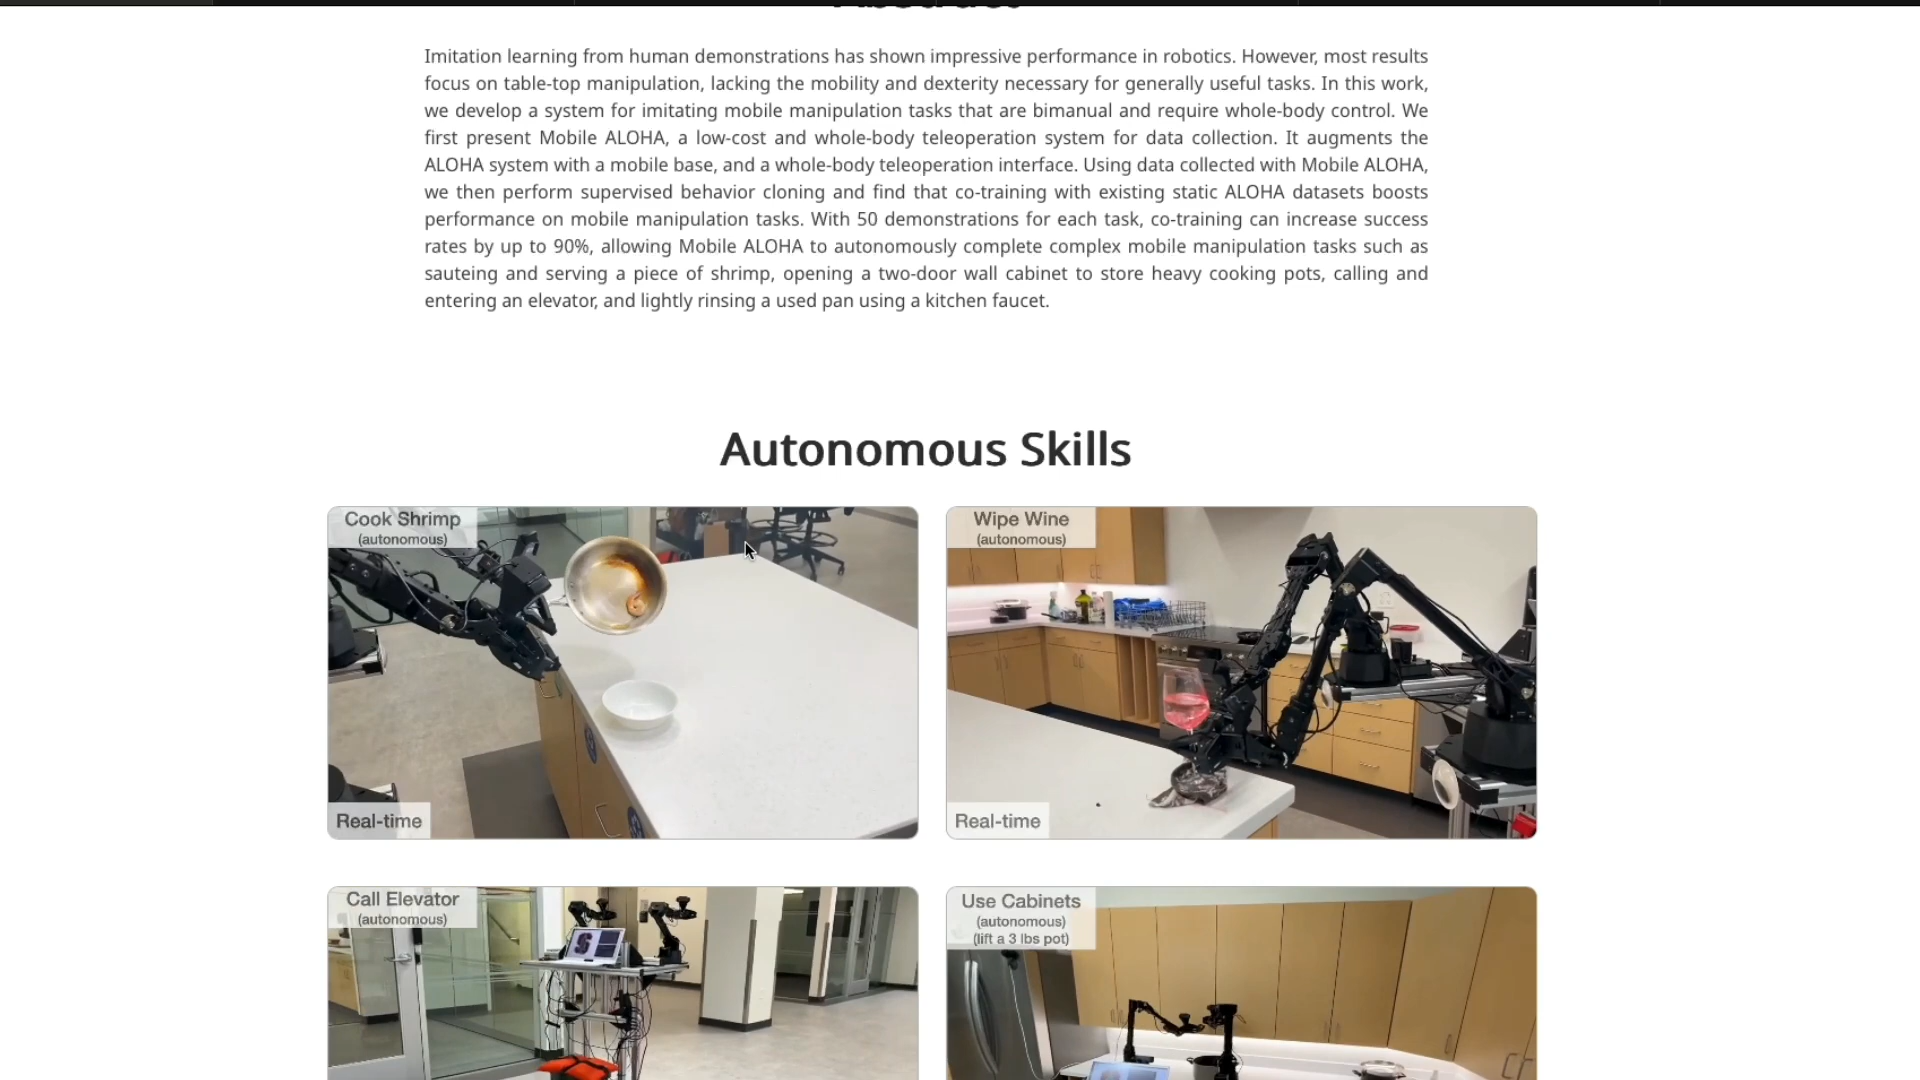 Imitation learning from human demonstrations has shown impressive performance in robotics. However, most results
focus on table-top manipulation, lacking the mobility and dexterity necessary for generally useful tasks. In this work,
we develop a system for imitating mobile manipulation tasks that are bimanual and require whole-body control. We
first present Mobile ALOHA, a low-cost and whole-body teleoperation system for data collection. It augments the
ALOHA system with a mobile base, and a whole-body teleoperation interface. Using data collected with Mobile ALOHA,
we then perform supervised behavior cloning and find that co-training with existing static ALOHA datasets boosts
performance on mobile manipulation tasks. With 50 demonstrations for each task, co-training can increase success
rates by up to 90%, allowing Mobile ALOHA to autonomously complete complex mobile manipulation tasks such as
sauteing and serving a piece of shrimp, opening a two-door wall cabinet to store heavy cooking pots, calling and
entering an elevator, and lightly rinsing a used pan using a kitchen faucet.
Autonomous Skills
Cook Shrimp
(autonomous)
Real-time
Wipe Wine
(autonomous)
Real-time
Call Elevator
(autonomous)
Use Cabinets
(autonomous)
(lift a 3 lbs pot)